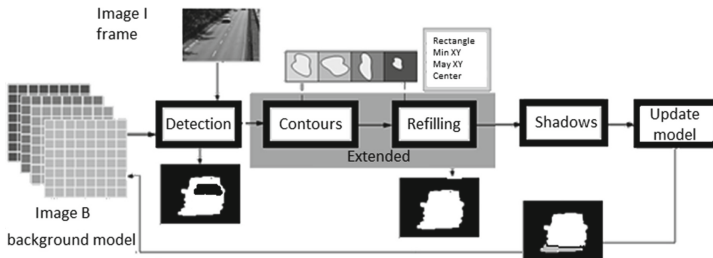 Image I
frame
Rectangle
Min XY
May XY
Center
Detection
Contours
Refilling
Shadows
Update
model
Extended
Image B
background model